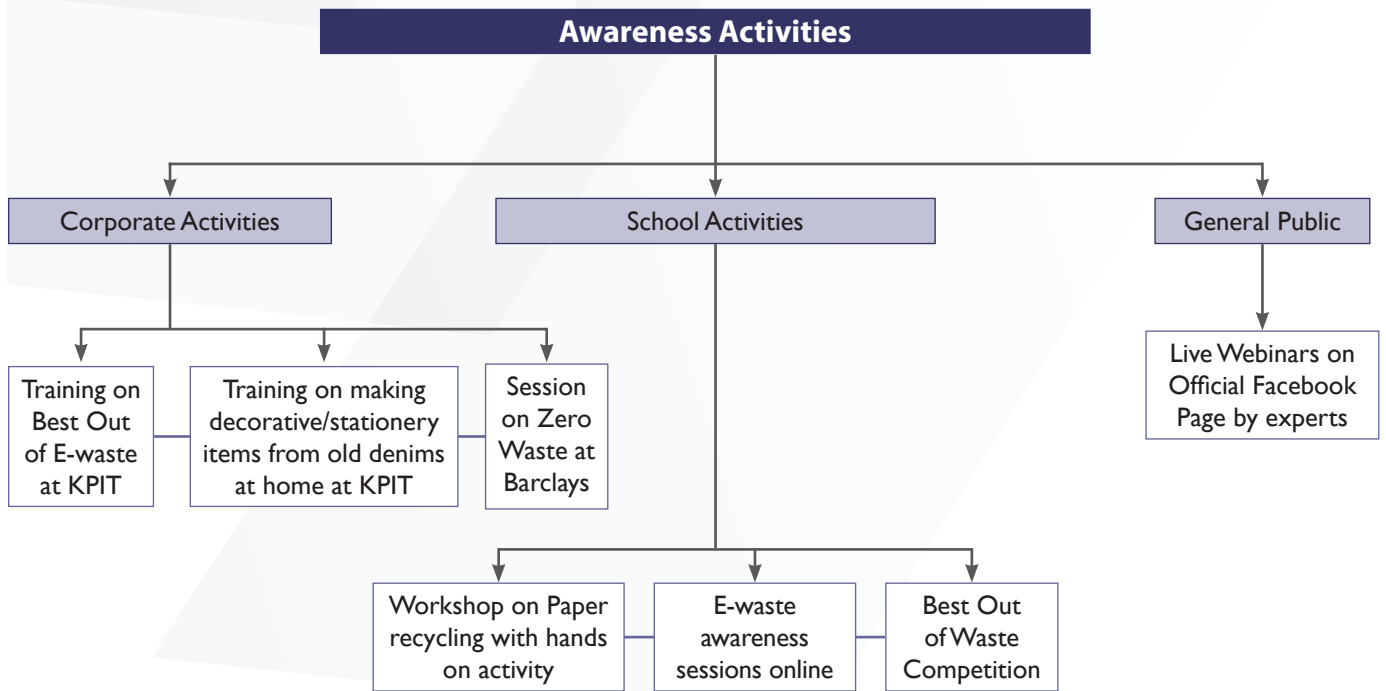 Awareness Activities
Corporate Activities
School Activities
General Public
Training on
Best Out
of E-waste
at KPIT
Training on making
decorative/stationery
items from old denims
at home at KPIT
Session
on Zero
Waste at
Barclays
Live Webinars on
Official Facebook
Page by experts
Workshop on Paper
recycling with hands
on activity
E-waste
awareness
sessions online
Best Out
of Waste
Competition